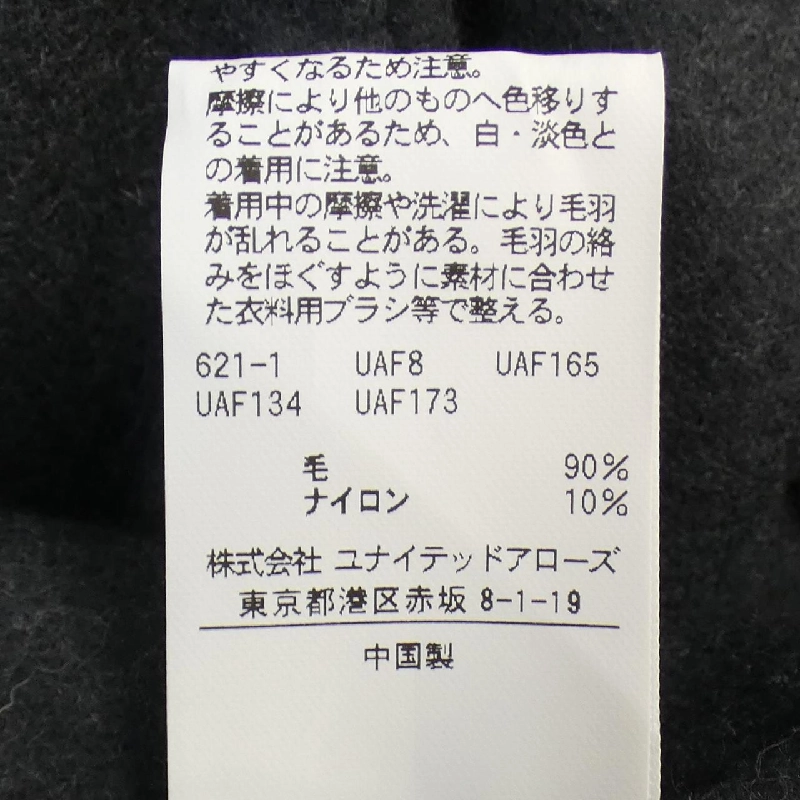 やすくなるため注意。
摩擦により他のものへ色移りす
ることがあるため、白・淡色と
の着用に注意。
着用中の摩擦や洗濯により毛羽
が乱れることがある。毛羽の絡
みをほぐすように素材に合わせ
た衣料用ブラシ等で整える。
621-1 UAF8 UAF165
UAF134 UAF173
毛 90%
ナイロン 10%
株式会社 ユナイテッドアローズ
東京都港区赤坂 8-1-19
中国製